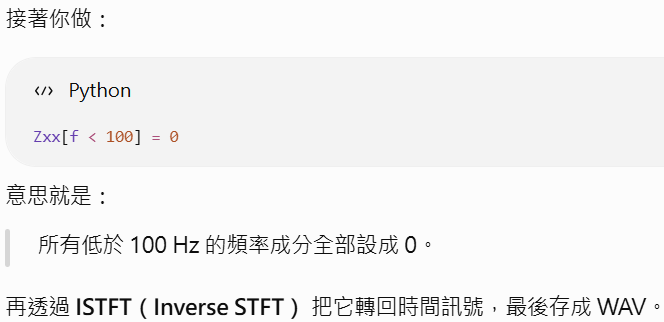 接著你做：
Python
Zxx[f < 100] = 0
意思就是：
所有低於 100 Hz 的頻率成分全部設成 0。
再透過 ISTFT（Inverse STFT） 把它轉回時間訊號，最後存成 WAV。